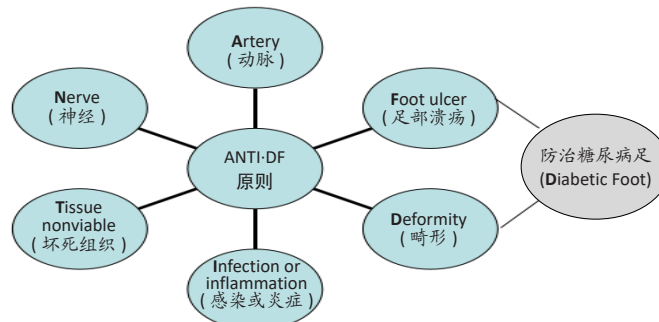 Artery
( 动脉 )
Nerve
( 神经 )
Foot ulcer
( 足部溃疡 )
ANTI·DF
原则
防治糖尿病足
(Diabetic Foot)
Tissue
nonviable
( 坏死组织 )
Deformity
( 畸形 )
Infection or
inflammation
( 感染或炎症 )